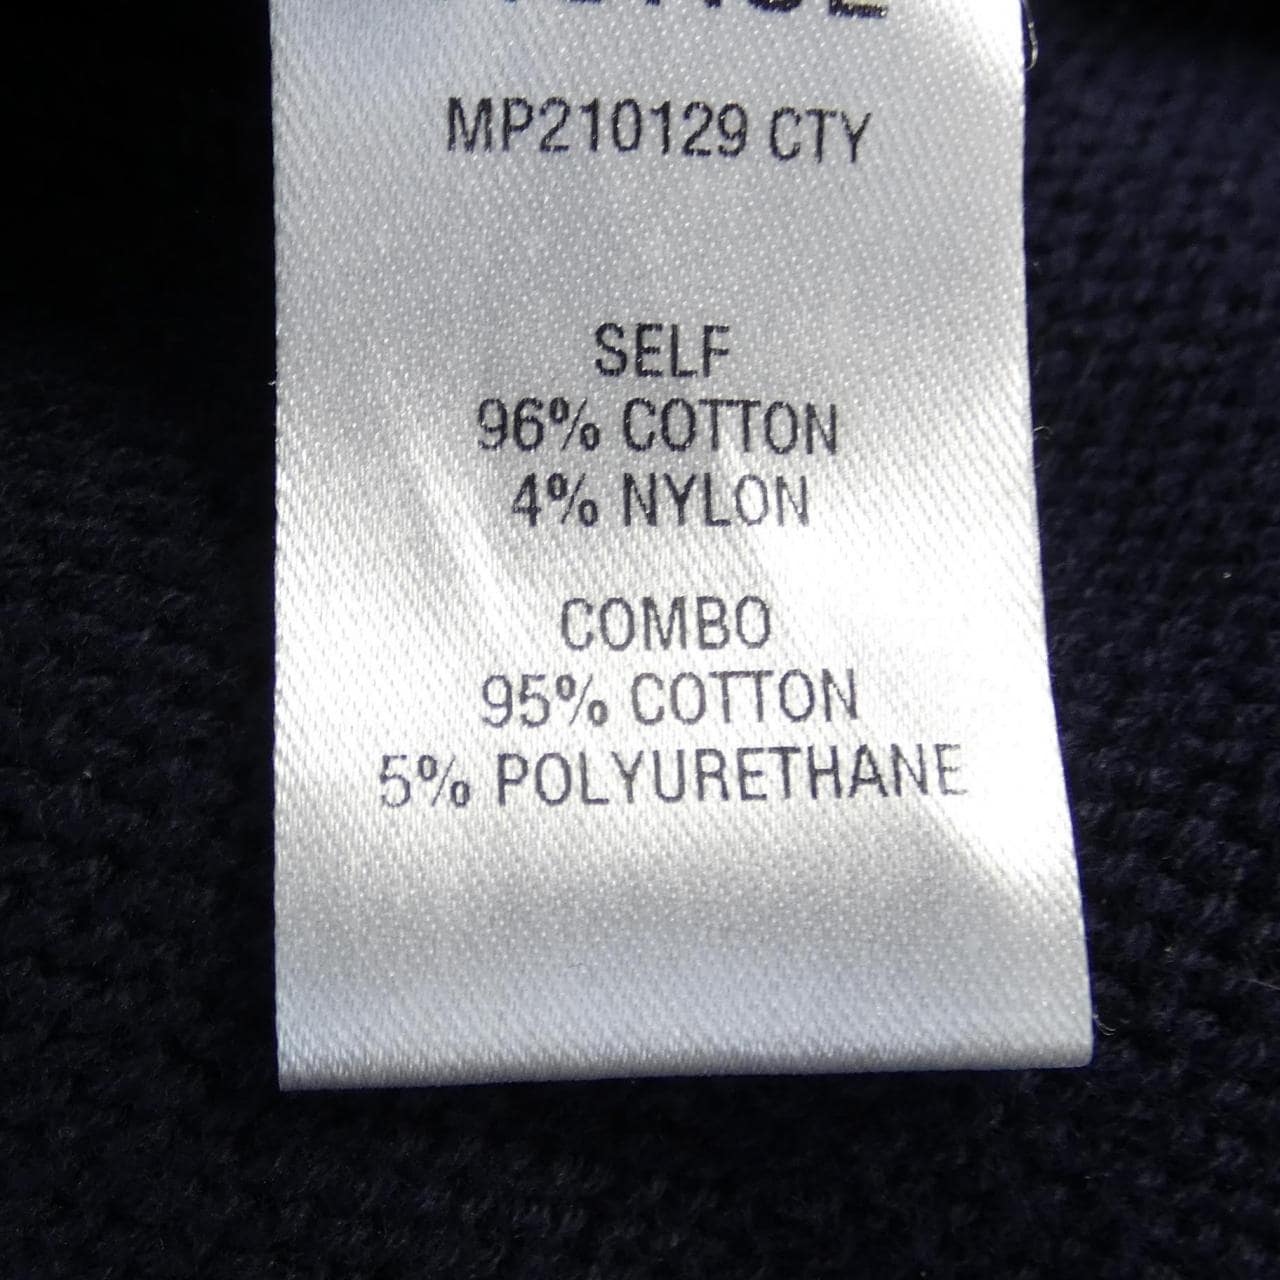 MP210129 CTY
SELF
96% COTTON
4% NYLON
COMBO
95% COTTON
5% POLYURETHANE